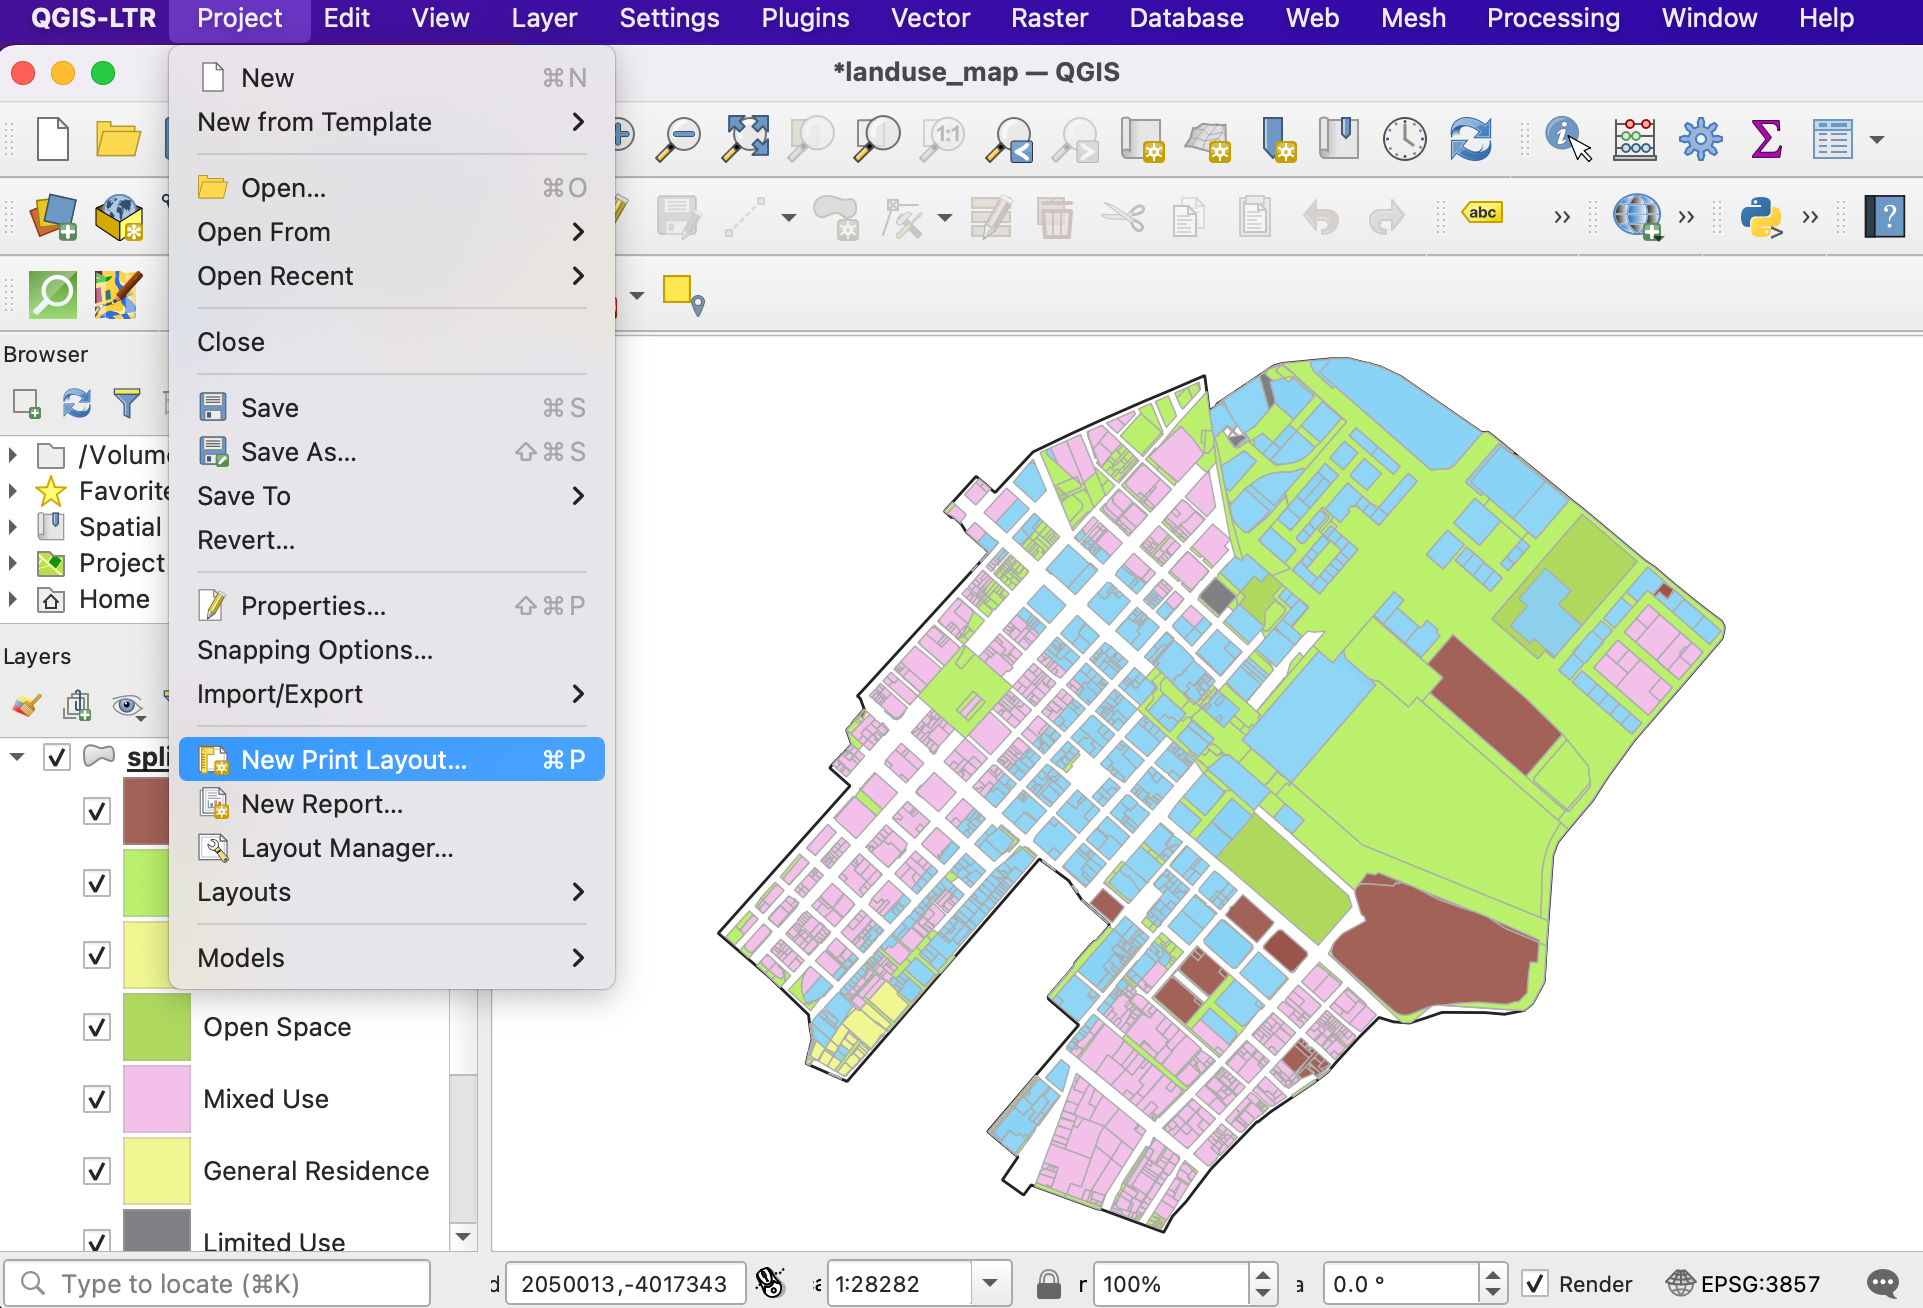 QGIS-LTR Project Edit View Layer Settings Plugins Vector Raster Database Web Mesh Processing Window Help
*landuse_map — QGIS
New ⌘N
New from Template
Open... ⌘O
Open From
Open Recent
Close
Save ⌘S
Save As... ⇧⌘S
Save To
Revert...
Properties... ⇧⌘P
Snapping Options...
Import/Export
New Print Layout... ⌘P
New Report...
Layout Manager...
Layouts
Models
1:1
abc
?
Browser
/Volum
Favorite
Spatial
Project
Home
Layers
spli
Open Space
Mixed Use
General Residence
Limited Use
Type to locate (⌘K)
2050013,-4017343
1:28282
r 100%
0.0 °
Render
EPSG:3857